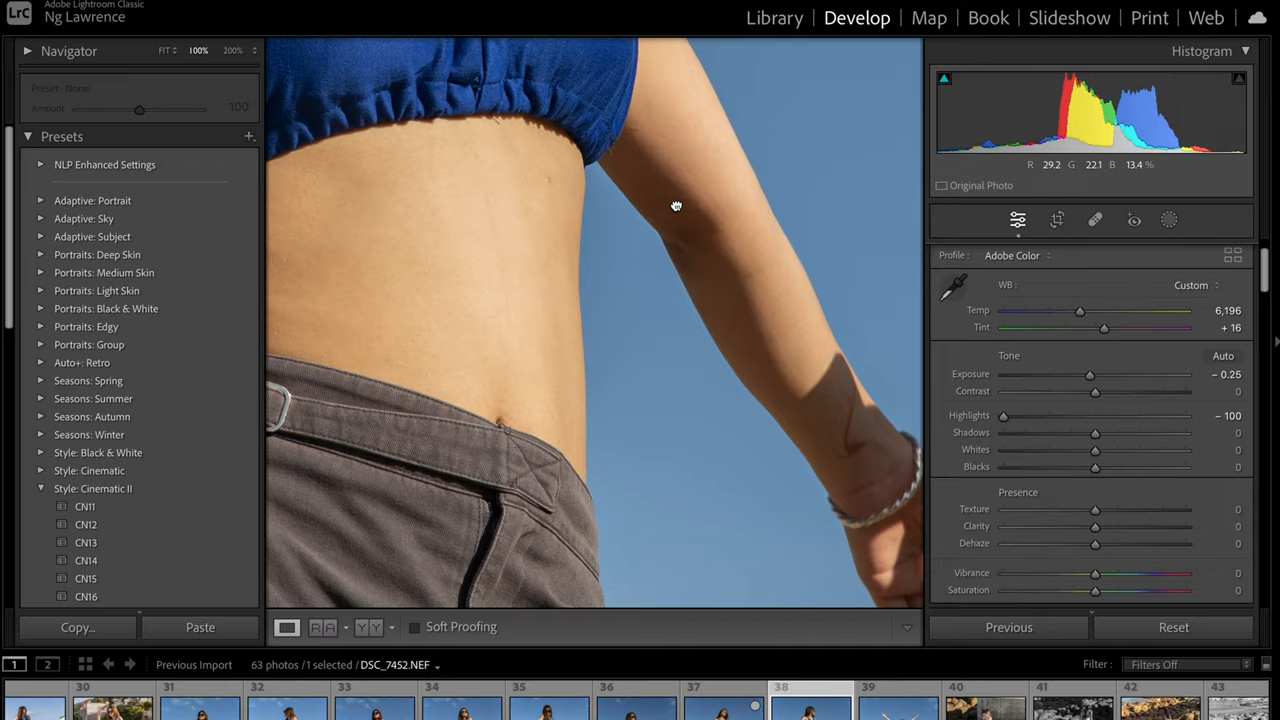 LrC
Adobe Lightroom Classic
Ng Lawrence
Library | Develop | Map | Book | Slideshow | Print | Web
Navigator FIT 100% 200%
Preset: None
Amount 100
Presets +
NLP Enhanced Settings
Adaptive: Portrait
Adaptive: Sky
Adaptive: Subject
Portraits: Deep Skin
Portraits: Medium Skin
Portraits: Light Skin
Portraits: Black & White
Portraits: Edgy
Portraits: Group
Auto+: Retro
Seasons: Spring
Seasons: Summer
Seasons: Autumn
Seasons: Winter
Style: Black & White
Style: Cinematic
Style: Cinematic II
CN11
CN12
CN13
CN14
CN15
CN16
Copy... Paste
RA YY Soft Proofing
Histogram
R 29.2 G 22.1 B 13.4 %
Original Photo
Profile: Adobe Color
WB: Custom
Temp 6,196
Tint + 16
Tone Auto
Exposure − 0.25
Contrast 0
Highlights − 100
Shadows 0
Whites 0
Blacks 0
Presence
Texture 0
Clarity 0
Dehaze 0
Vibrance 0
Saturation 0
Previous Reset
1 2 Previous Import 63 photos / 1 selected / DSC_7452.NEF Filter: Filters Off
30 31 32 33 34 35 36 37 38 39 40 41 42 43